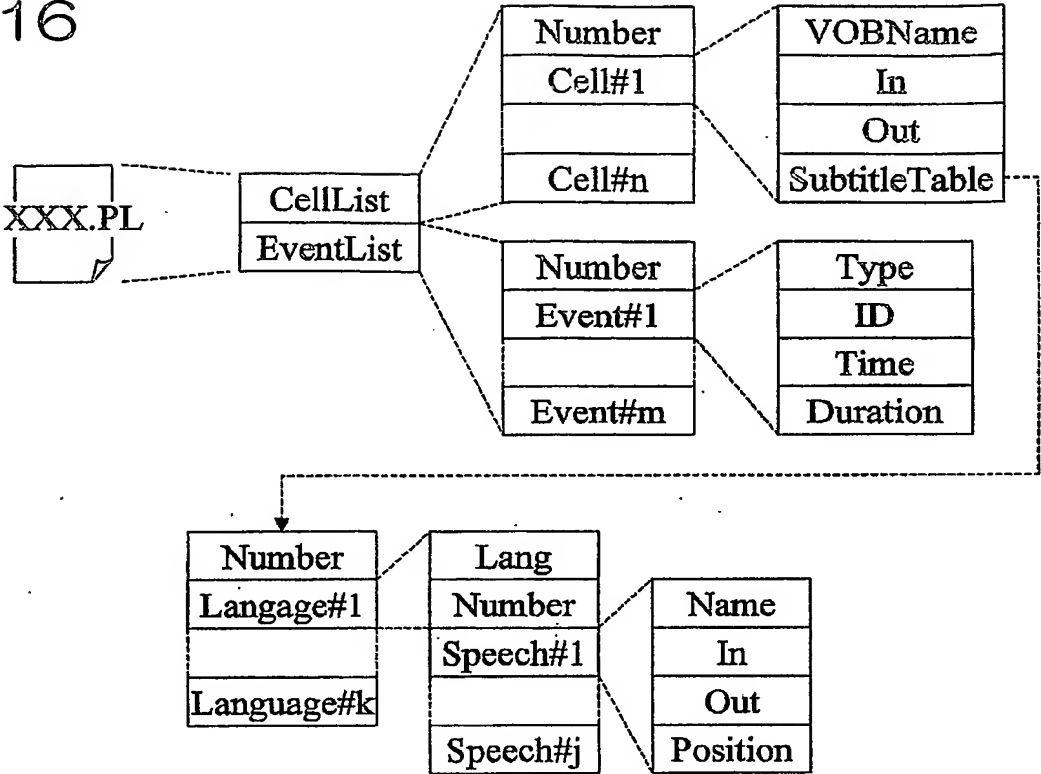 16
XXX.PL
CellList
EventList
Number
Cell#1
Cell#n
VOBName
In
Out
SubtitleTable
Number
Event#1
Event#m
Type
ID
Time
Duration
Number
Langage#1
Language#k
Lang
Number
Speech#1
Speech#j
Name
In
Out
Position